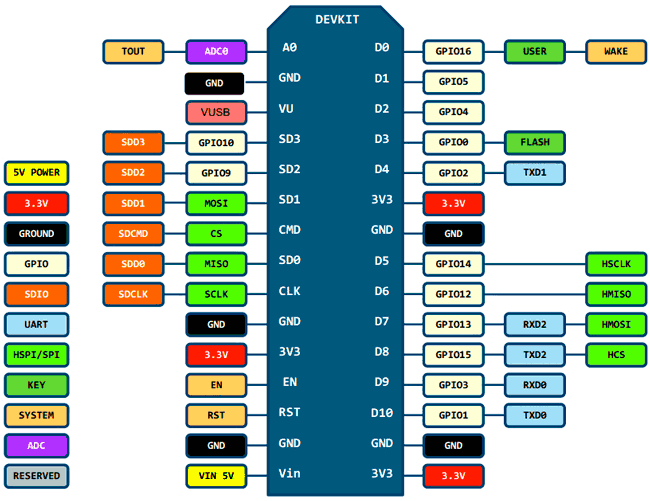 DEVKIT
TOUT ADC0 A0 D0 GPIO16 USER WAKE
GND GND D1 GPIO5
VUSB VU D2 GPIO4
SDD3 GPIO10 SD3 D3 GPIO0 FLASH
5V POWER SDD2 GPIO9 SD2 D4 GPIO2 TXD1
3.3V SDD1 MOSI SD1 3V3 3.3V
GROUND SDCMD CS CMD GND GND
GPIO SDD0 MISO SD0 D5 GPIO14 HSCLK
SDIO SDCLK SCLK CLK D6 GPIO12 HMISO
UART GND GND D7 GPIO13 RXD2 HMOSI
HSPI/SPI 3.3V 3V3 D8 GPIO15 TXD2 HCS
KEY EN EN D9 GPIO3 RXD0
SYSTEM RST RST D10 GPIO1 TXD0
ADC GND GND GND GND
RESERVED VIN 5V Vin 3V3 3.3V